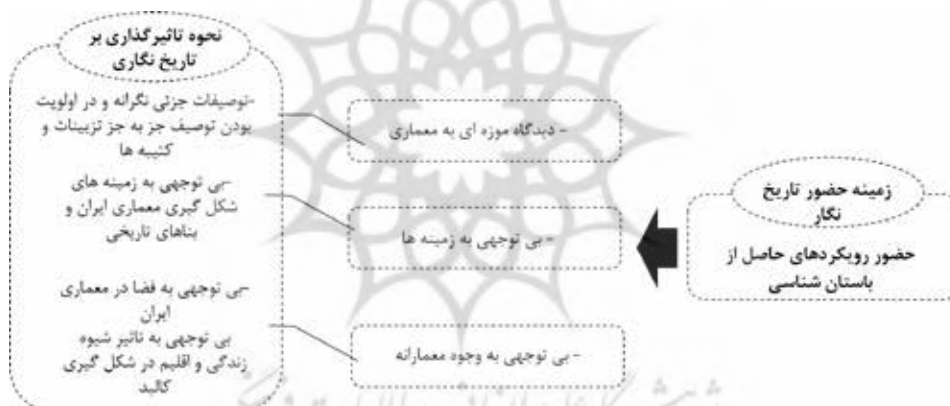 زمینه حضور تاریخ
نگار
حضور رویکردهای حاصل از
باستان شناسی
- دیدگاه موزه ای به معماری
- بی توجهی به زمینه ها
- بی توجهی به وجوه معمارانه
نحوه تاثیرگذاری بر
تاریخ نگاری
-توصیفات جزئی نگرانه و در اولویت
بودن توصیف جز به جز تزیینات و
کتیبه ها
-بی توجهی به زمینه های
شکل گیری معماری ایران و
بناهای تاریخی
-بی توجهی به فضا در معماری
ایران
بی توجهی به تاثیر شیوه
زندگی و اقلیم در شکل گیری
کالبد